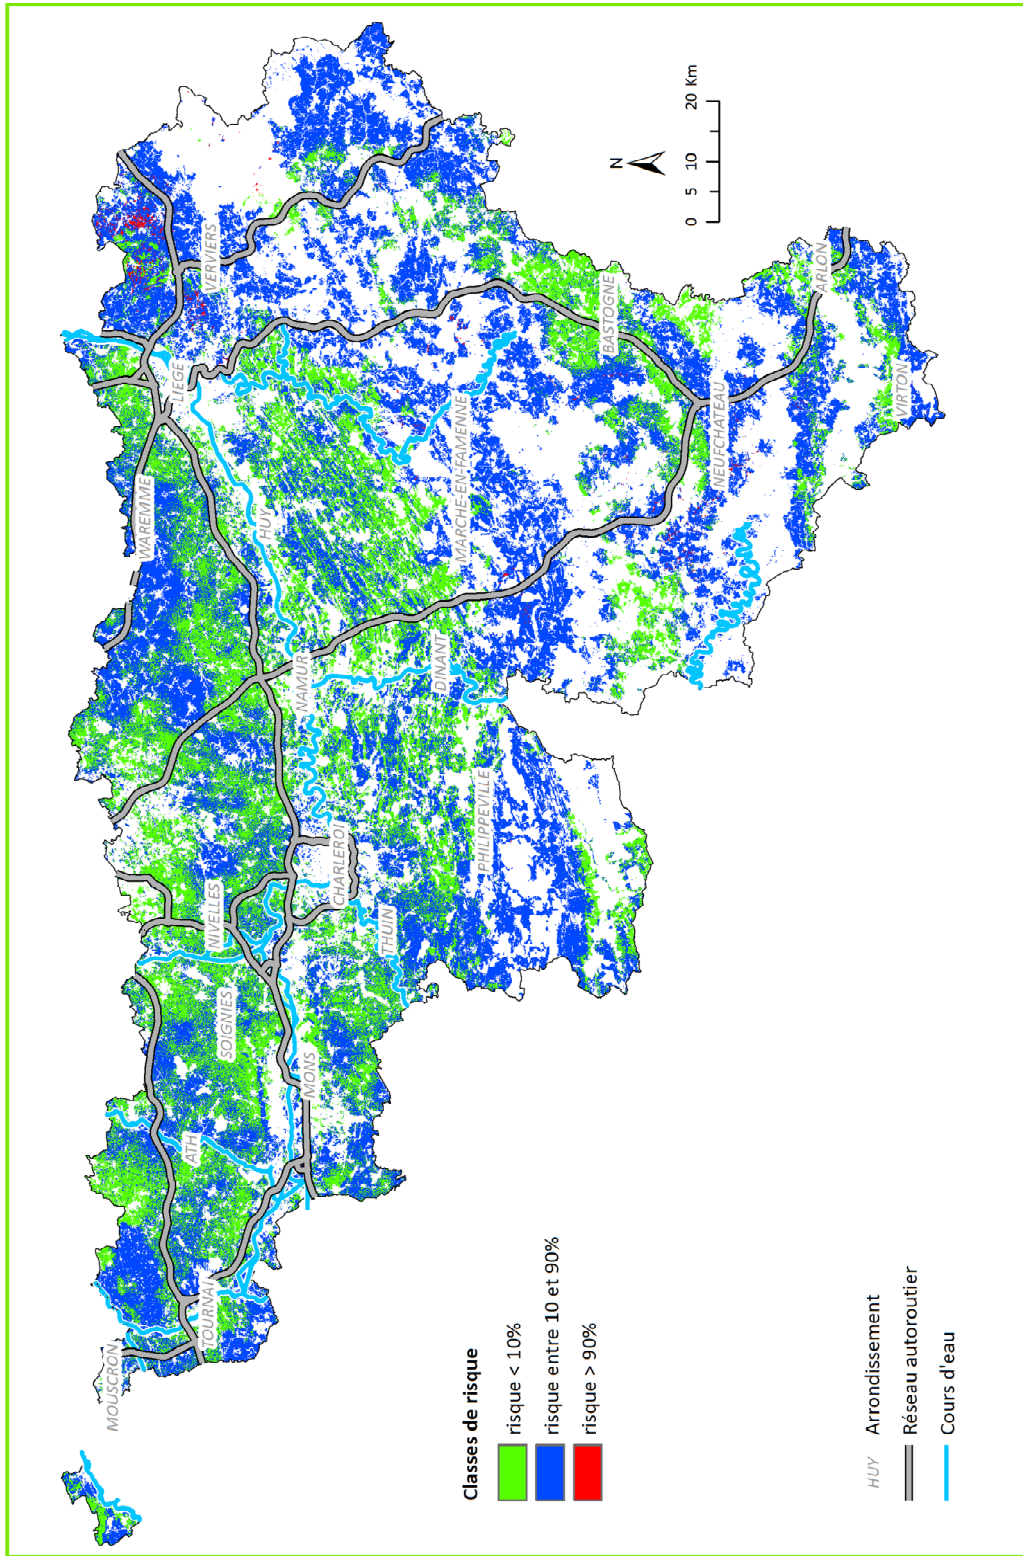 MOUSCRON
TOURNAI
ATH
MONS
SOIGNIES
NIVELLES
THUIN
CHARLEROI
PHILIPPEVILLE
NAMUR
DINANT
WAREMME
HUY
MARCHE-EN-FAMENNE
LIEGE
VERVIERS
BASTOGNE
NEUFCHATEAU
VIRTON
ARLON
N
0 5 10 20 Km
Classes de risque
risque < 10%
risque entre 10 et 90%
risque > 90%
HUY Arrondissement
Réseau autoroutier
Cours d'eau